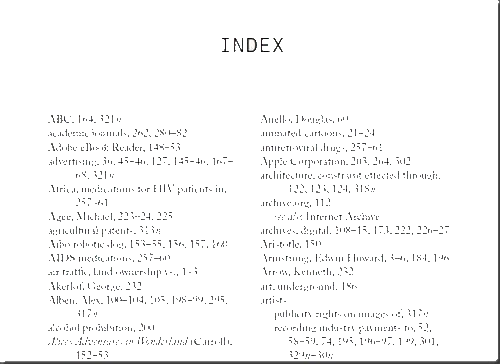 INDEX
ABC, 164, 321n
academic journals, 262, 280–82
Adobe eBook Reader, 148–53
advertising, 36, 45–46, 127, 145–46, 167–
68, 321n
Africa, medications for HIV patients in,
257–61
Agee, Michael, 223–24, 225
agricultural patents, 313n
Aibo robotic dog, 153–55, 156, 157, 160
AIDS medications, 257–60
air traffic, land ownership vs., 1–3
Akerlof, George, 232
Alben, Alex, 100–104, 105, 198–99, 295,
317n
alcohol prohibition, 200
Alice's Adventures in Wonderland (Carroll),
152–53
Anello, Douglas, 60
animated cartoons, 21–24
antiretroviral drugs, 257–61
Apple Corporation, 203, 264, 302
architecture, constraint effected through,
122, 123, 124, 318n
archive.org, 112
see also Internet Archive
archives, digital, 108–15, 173, 222, 226–27
Aristotle, 150
Armstrong, Edwin Howard, 3–6, 184, 196
Arrow, Kenneth, 232
art, underground, 186
artists:
publicity rights on images of, 317n
recording industry payments to, 52,
58–59, 74, 195, 196–97, 199, 301,
329n–30n